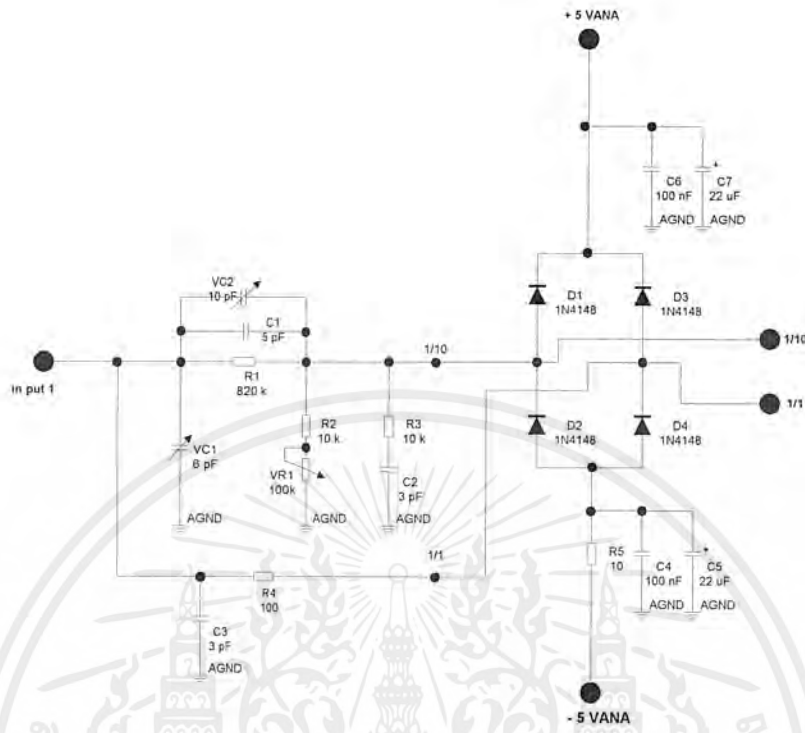 + 5 VANA
C6
100 nF
C7
22 uF
+
AGND
AGND
VC2
10 pF
C1
5 pF
D1
1N4148
D3
1N4148
In put 1
R1
820 k
1/10
1/10
1/1
R2
10 k
R3
10 k
D2
1N4148
D4
1N4148
VC1
6 pF
VR1
100k
C2
3 pF
AGND
AGND
AGND
1/1
R4
100
C3
3 pF
AGND
R5
10
C4
100 nF
C5
22 uF
+
AGND
AGND
- 5 VANA